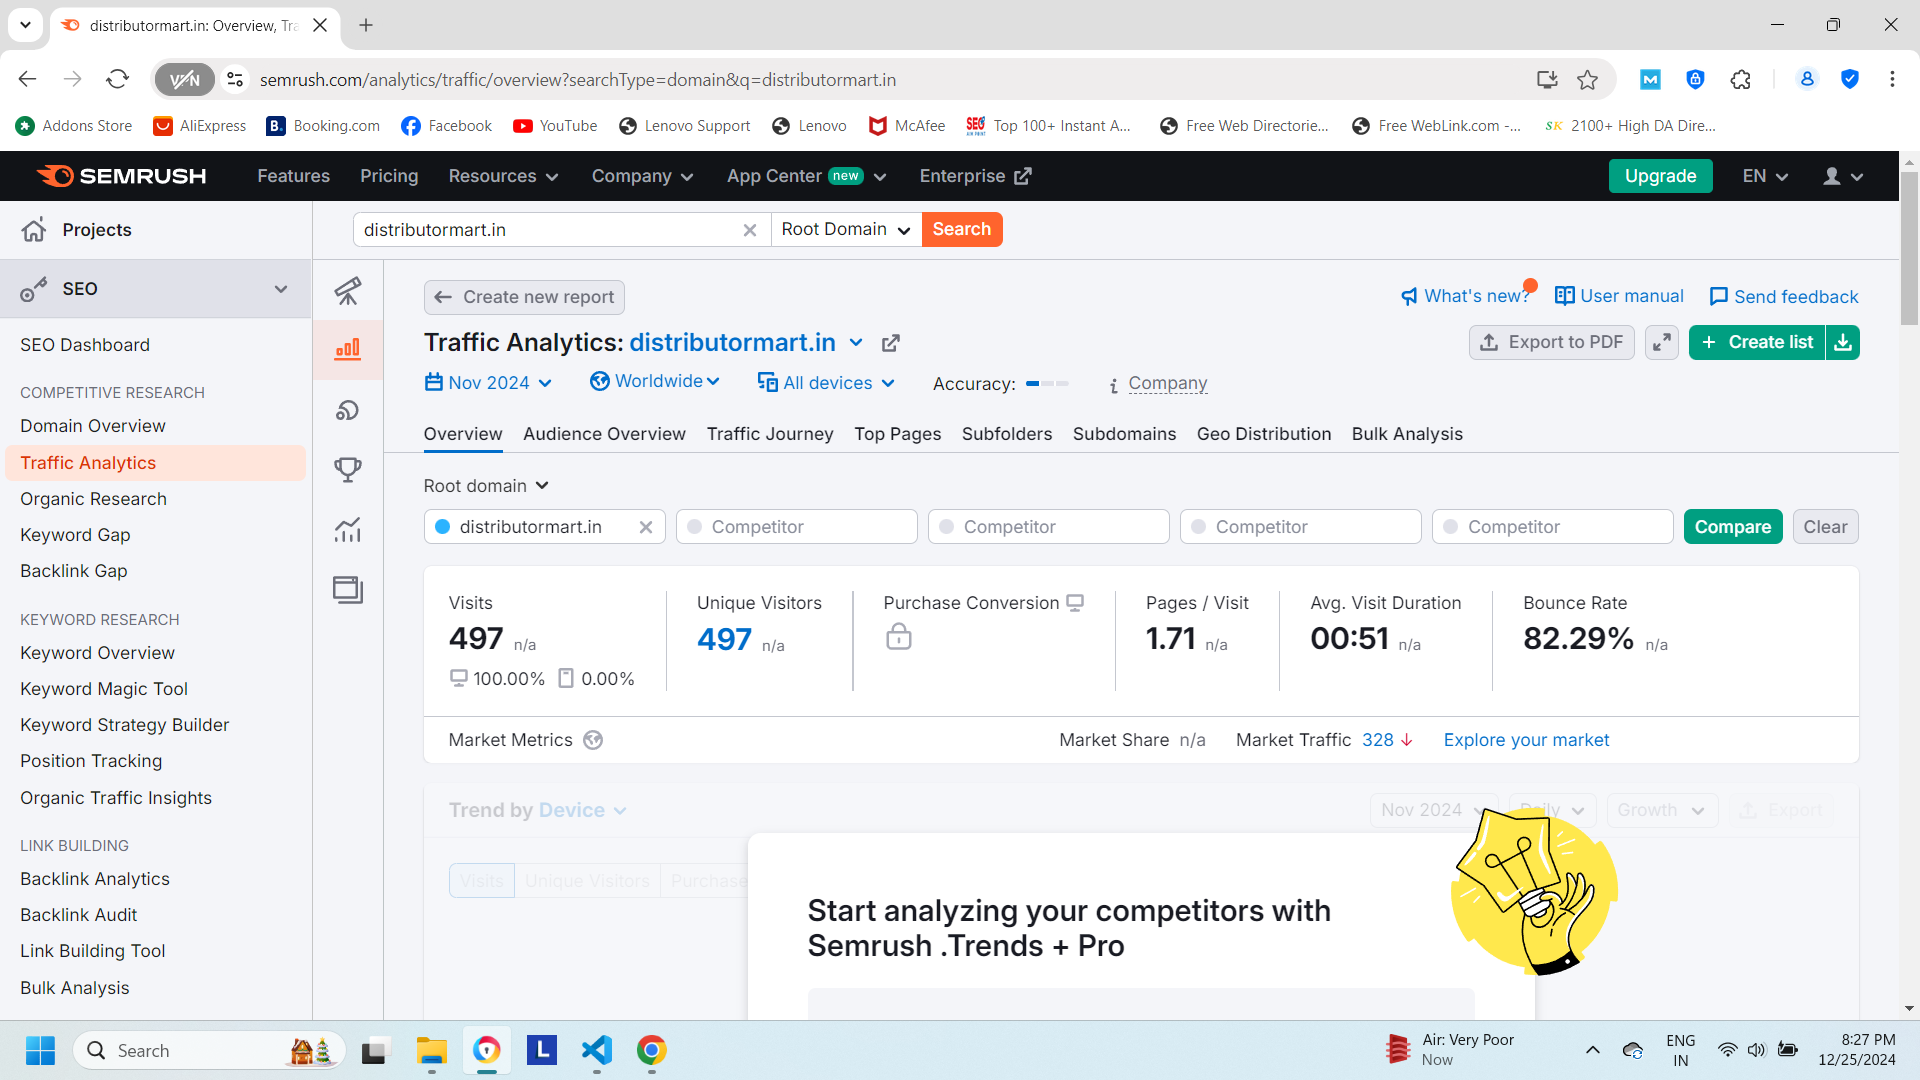 distributormart.in: Overview, Tra
VPN
semrush.com/analytics/traffic/overview?searchType=domain&q=distributormart.in
Addons Store
AliExpress
B. Booking.com
Facebook
YouTube
Lenovo Support
Lenovo
McAfee
SEO Top 100+ Instant A...
Free Web Directorie...
Free WebLink.com -...
SK 2100+ High DA Dire...
SEMRUSH
Features
Pricing
Resources
Company
App Center new
Enterprise
Upgrade
EN
Projects
distributormart.in
Root Domain
Search
SEO
SEO Dashboard
COMPETITIVE RESEARCH
Domain Overview
Traffic Analytics
Organic Research
Keyword Gap
Backlink Gap
KEYWORD RESEARCH
Keyword Overview
Keyword Magic Tool
Keyword Strategy Builder
Position Tracking
Organic Traffic Insights
LINK BUILDING
Backlink Analytics
Backlink Audit
Link Building Tool
Bulk Analysis
Create new report
What's new?
User manual
Send feedback
Traffic Analytics: distributormart.in
Export to PDF
+ Create list
Nov 2024
Worldwide
All devices
Accuracy:
i Company
Overview
Audience Overview
Traffic Journey
Top Pages
Subfolders
Subdomains
Geo Distribution
Bulk Analysis
Root domain
distributormart.in
Competitor
Competitor
Competitor
Competitor
Compare
Clear
Visits
497 n/a
100.00% 0.00%
Unique Visitors
497 n/a
Purchase Conversion
Pages / Visit
1.71 n/a
Avg. Visit Duration
00:51 n/a
Bounce Rate
82.29% n/a
Market Metrics
Market Share n/a
Market Traffic 328
Explore your market
Trend by Device
Nov 2024
Daily
Growth
Export
Visits
Unique Visitors
Purchase
Start analyzing your competitors with
Semrush .Trends + Pro
Search
L
Air: Very Poor
Now
ENG
IN
8:27 PM
12/25/2024